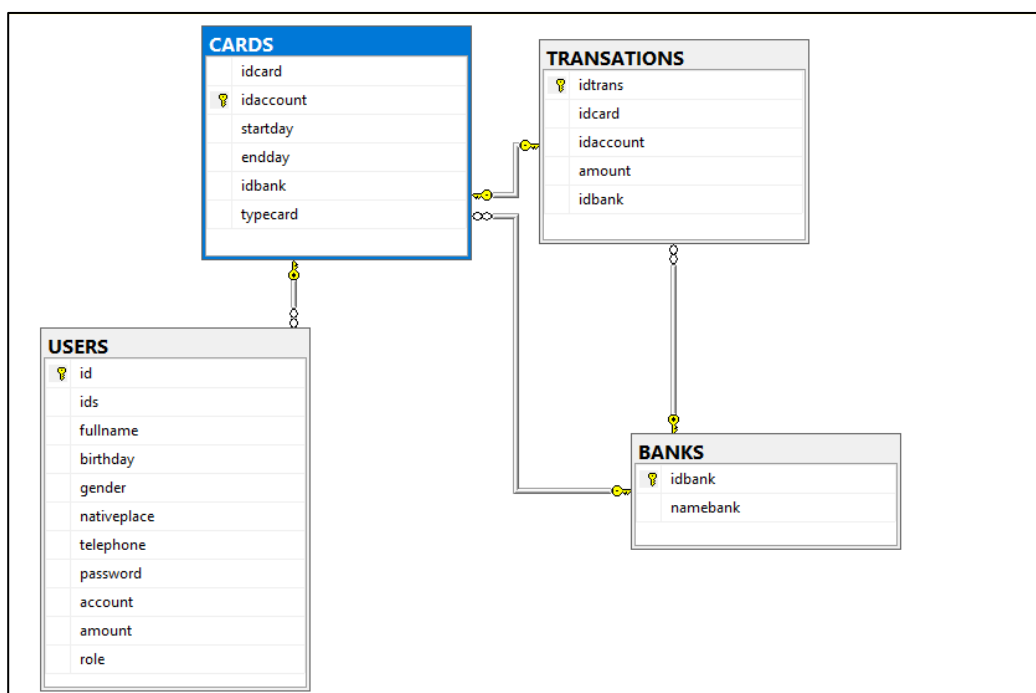 CARDS
idcard
idaccount
startday
endday
idbank
typecard
TRANSATIONS
idtrans
idcard
idaccount
amount
idbank
USERS
id
ids
fullname
birthday
gender
nativeplace
telephone
password
account
amount
role
BANKS
idbank
namebank